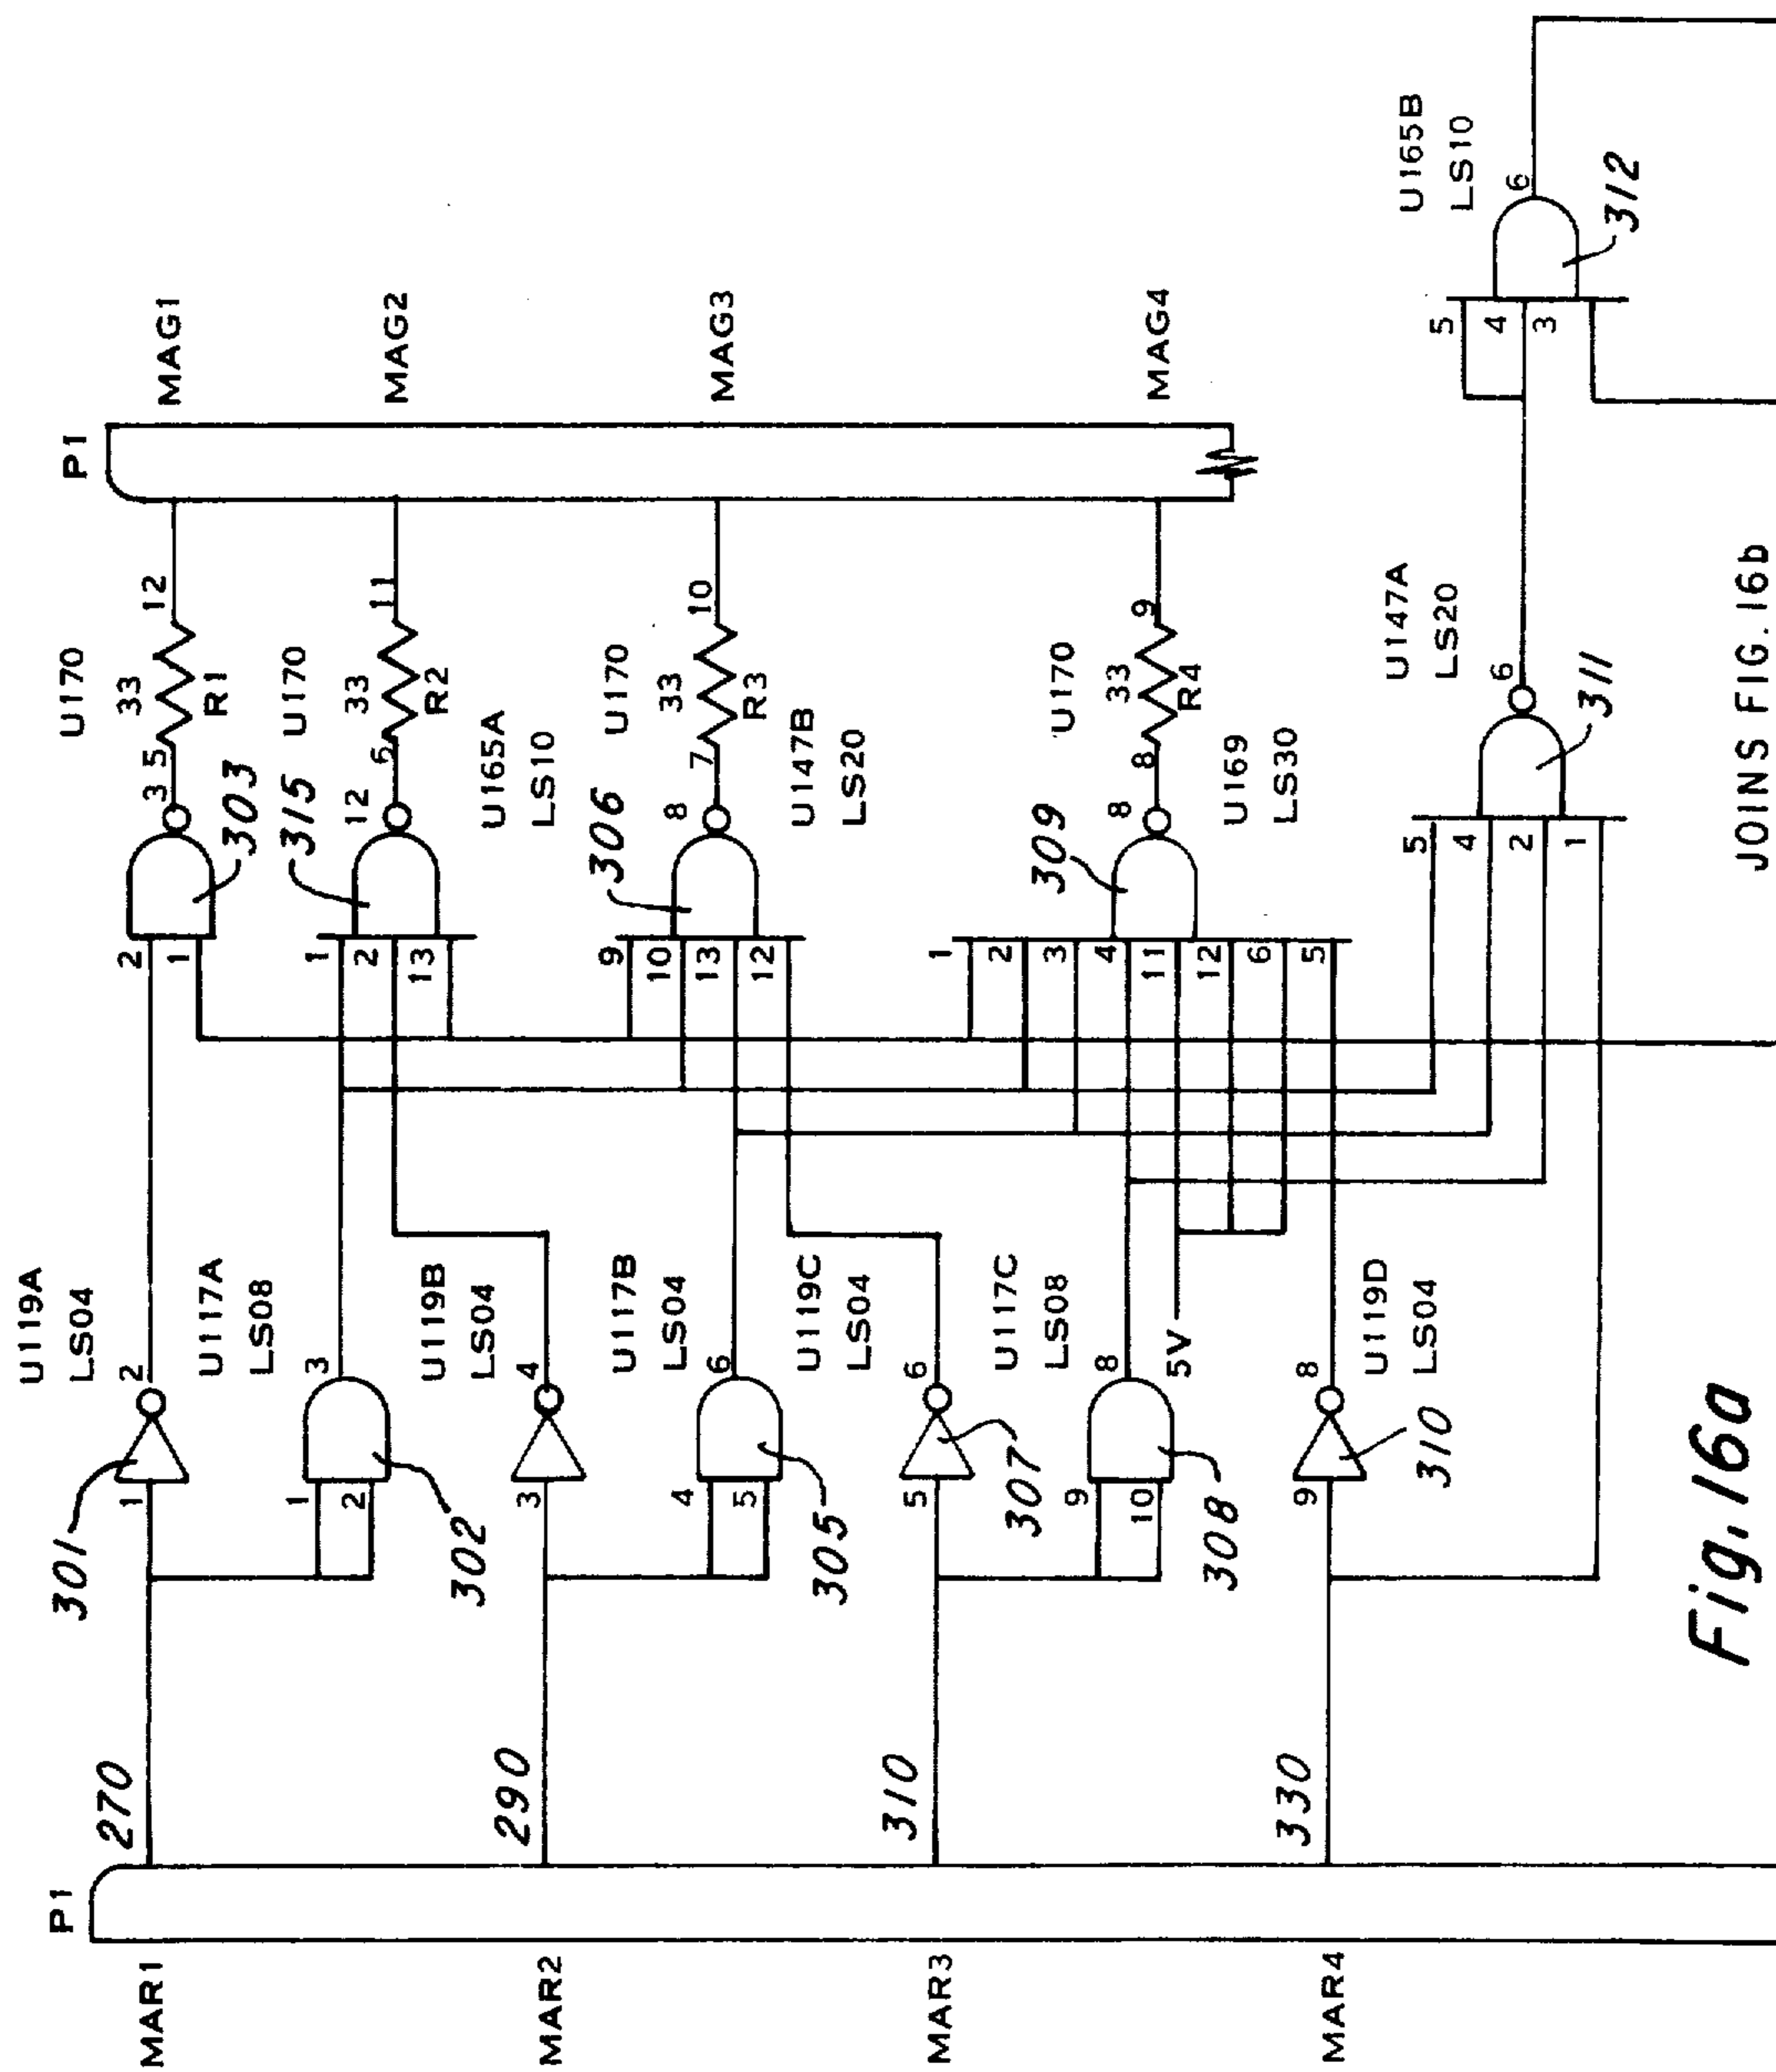 P1
MAR1
MAR2
MAR3
MAR4
270
290
310
330
301
1
2
U119A
LS04
1
2
3
U117A
LS08
302
3
4
U119B
LS04
4
5
6
U117B
LS04
305
5
6
U119C
LS04
307
9
10
8
U117C
LS08
308
5V
9
8
U119D
LS04
310
2
1
3
303
5
U170
33
R1
12
1
2
13
12
315
U165A
LS10
6
U170
33
R2
11
9
10
13
12
8
306
U147B
LS20
7
U170
33
R3
10
1
2
3
4
11
12
6
5
8
309
U169
LS30
8
U170
33
R4
9
P1
MAG1
MAG2
MAG3
MAG4
5
4
2
1
6
U147A
LS20
311
5
4
3
6
U165B
LS10
312
JOINS FIG.16b
Fig.16a